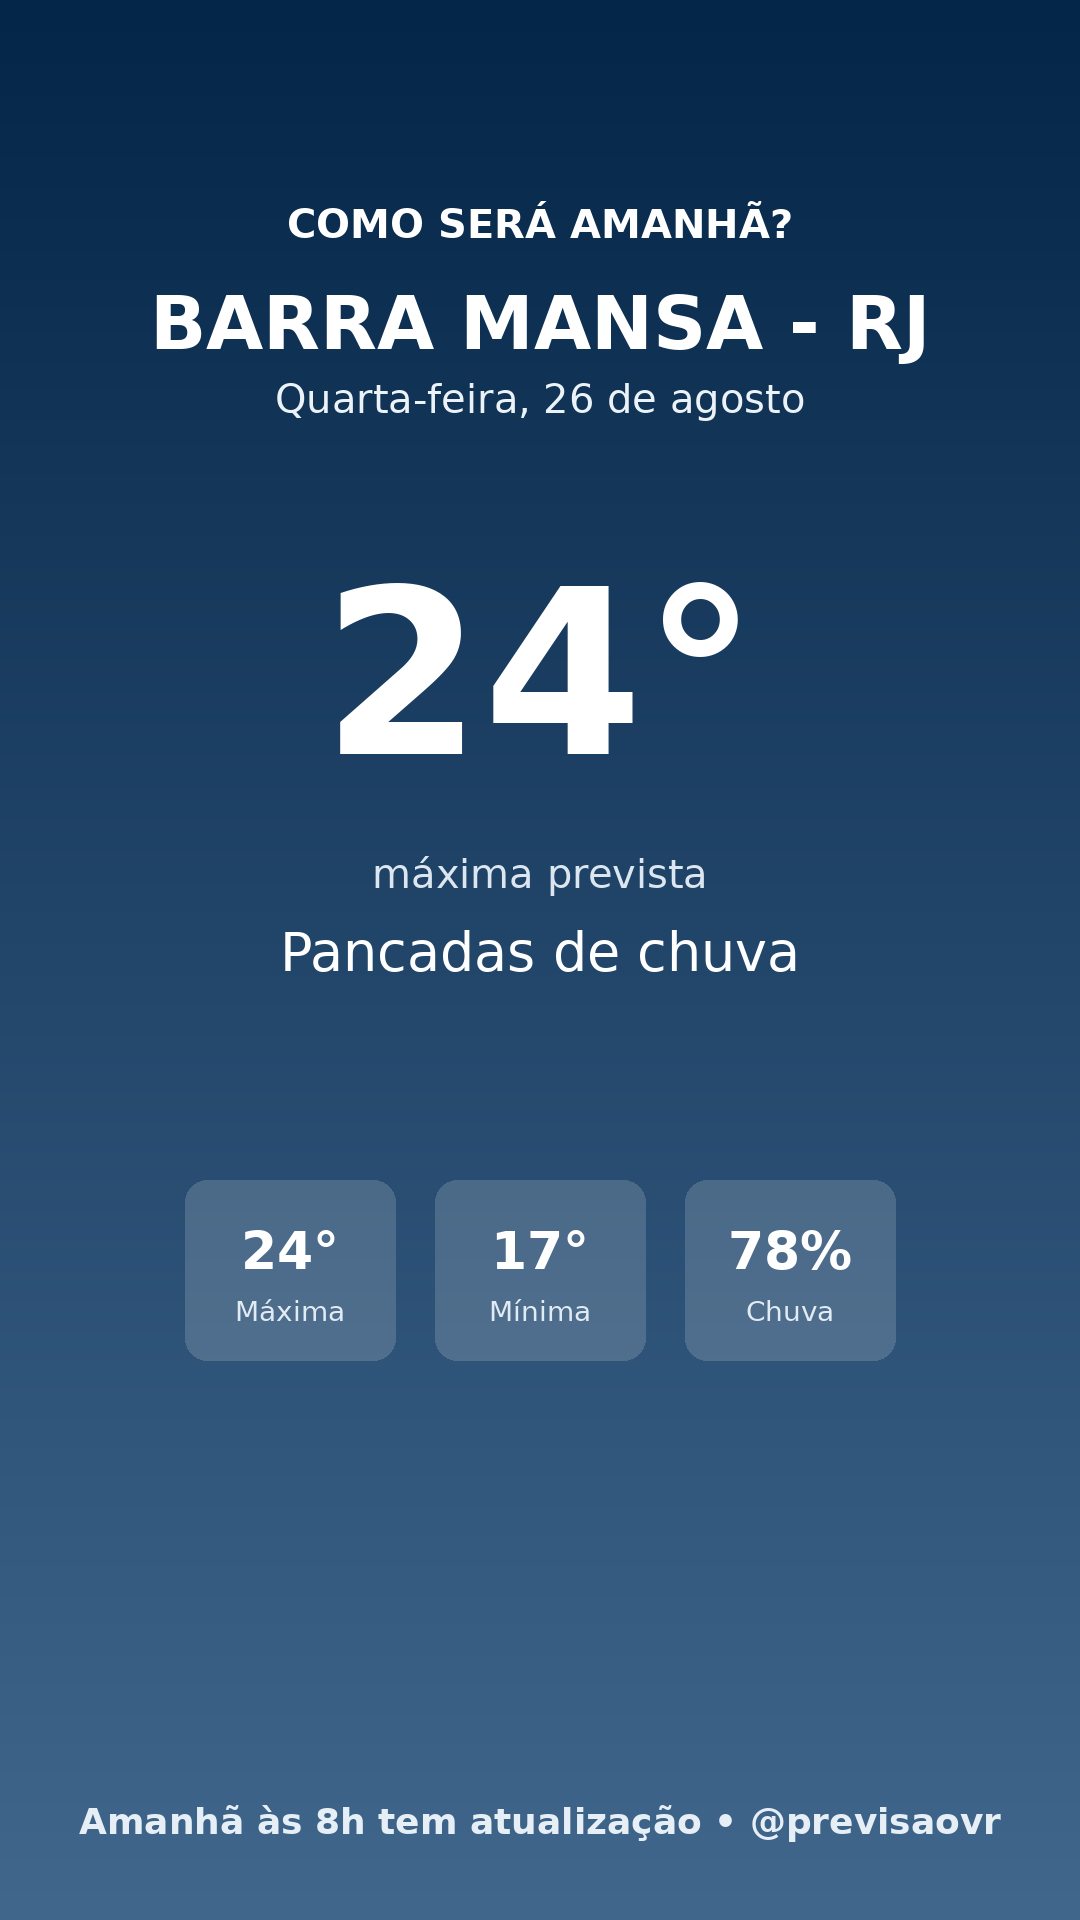 COMO SERÁ AMANHÃ?
BARRA MANSA - RJ
Quarta-feira, 26 de agosto
24°
máxima prevista
Pancadas de chuva
24° 17° 78%
Máxima Mínima Chuva
Amanhã às 8h tem atualização • @previsaovr